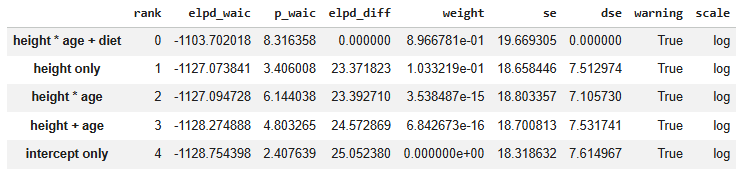 rank elpd_waic p_waic elpd_diff weight se dse warning scale
height * age + diet 0 -1103.702018 8.316358 0.000000 8.966781e-01 19.669305 0.000000 True log
height only 1 -1127.073841 3.406008 23.371823 1.033219e-01 18.658446 7.512974 True log
height * age 2 -1127.094728 6.144038 23.392710 3.538487e-15 18.803357 7.105730 True log
height + age 3 -1128.274888 4.803265 24.572869 6.842673e-16 18.700813 7.531741 True log
intercept only 4 -1128.754398 2.407639 25.052380 0.000000e+00 18.318632 7.614967 True log